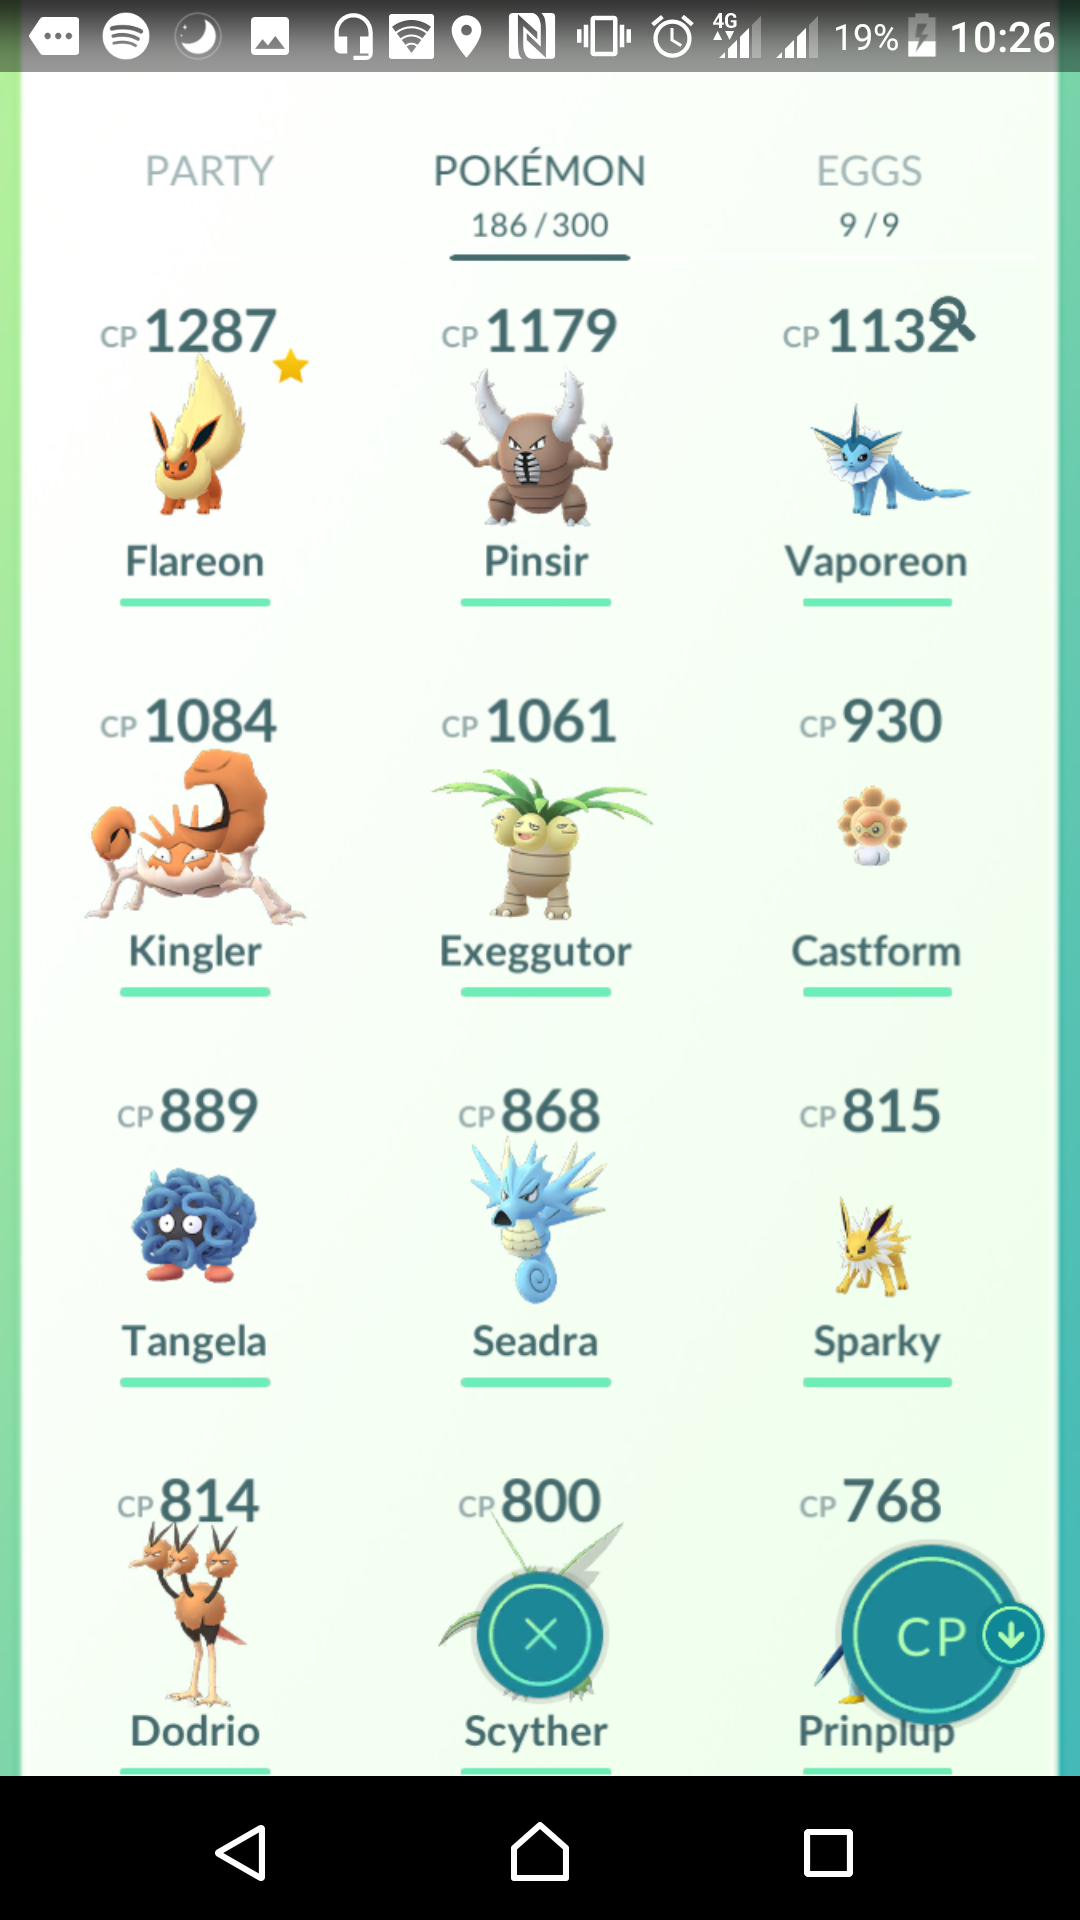 4G 19% 10:26
PARTY POKÉMON EGGS
186 / 300 9 / 9
CP 1287 CP 1179 CP 1132
Flareon Pinsir Vaporeon
CP 1084 CP 1061 CP 930
Kingler Exeggutor Castform
CP 889 CP 868 CP 815
Tangela Seadra Sparky
CP 814 CP 800 CP 768
CP
Dodrio Scyther Prinplup